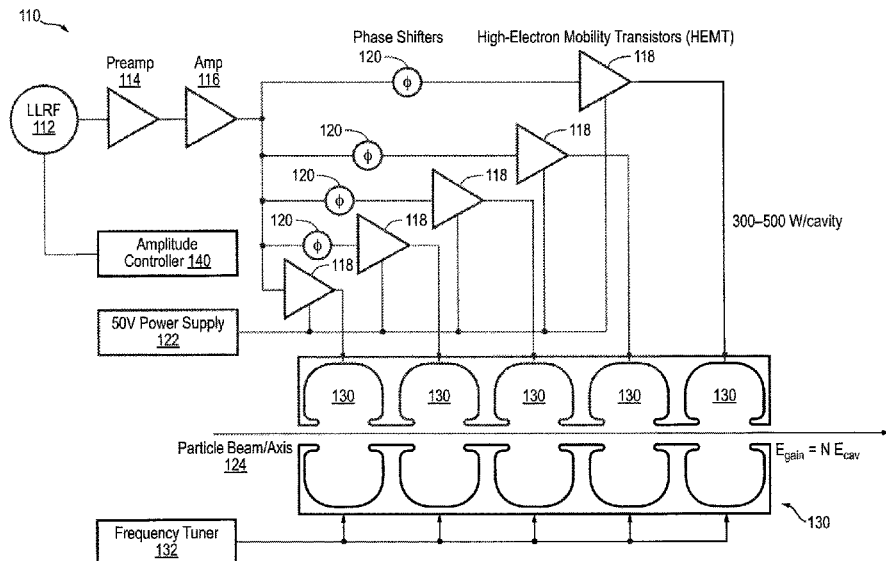 110
Phase Shifters
High-Electron Mobility Transistors (HEMT)
120
118
Preamp
114
Amp
116
ϕ
LLRF
112
120
118
ϕ
120
118
ϕ
300–500 W/cavity
120
118
ϕ
Amplitude
Controller 140
118
50V Power Supply
122
130
130
130
130
130
Particle Beam/Axis
124
Egain = N Ecav
130
Frequency Tuner
132